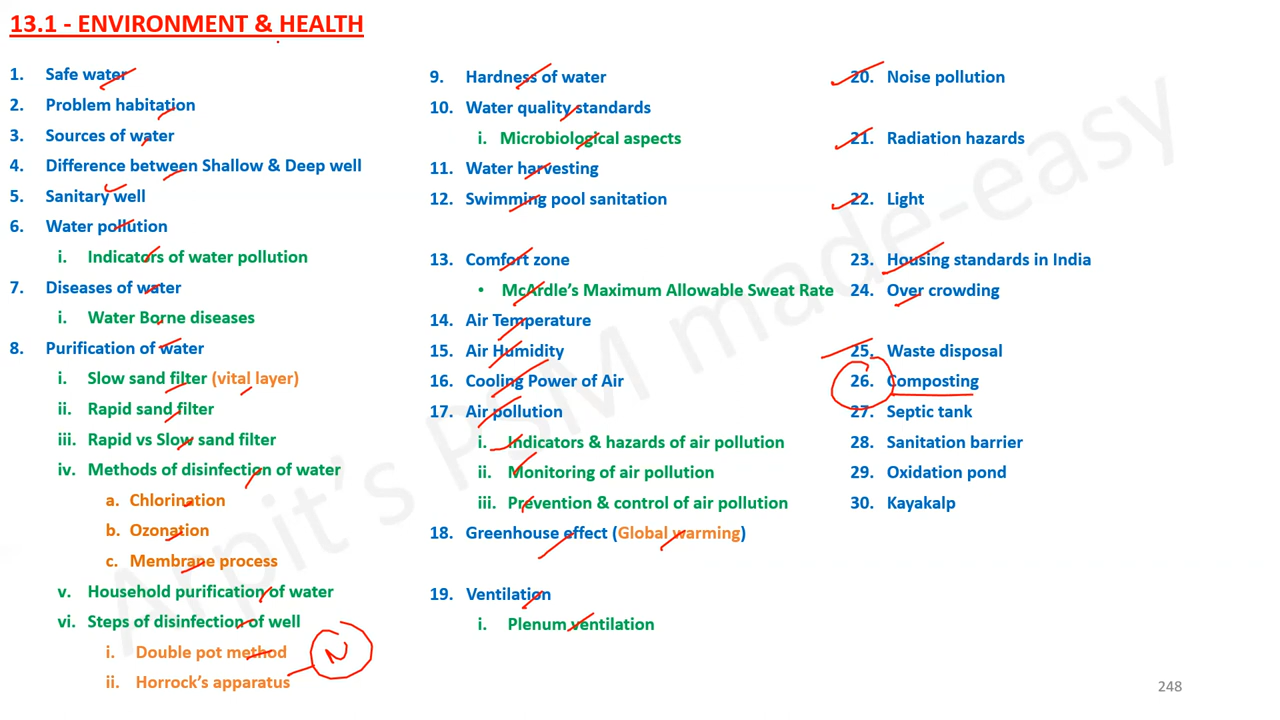 13.1 - ENVIRONMENT & HEALTH
1. Safe water
2. Problem habitation
3. Sources of water
4. Difference between Shallow & Deep well
5. Sanitary well
6. Water pollution
i. Indicators of water pollution
7. Diseases of water
i. Water Borne diseases
8. Purification of water
i. Slow sand filter (vital layer)
ii. Rapid sand filter
iii. Rapid vs Slow sand filter
iv. Methods of disinfection of water
a. Chlorination
b. Ozonation
c. Membrane process
v. Household purification of water
vi. Steps of disinfection of well
i. Double pot method
ii. Horrock's apparatus
N
9. Hardness of water
10. Water quality standards
i. Microbiological aspects
11. Water harvesting
12. Swimming pool sanitation
13. Comfort zone
• McArdle's Maximum Allowable Sweat Rate
14. Air Temperature
15. Air Humidity
16. Cooling Power of Air
17. Air pollution
i. Indicators & hazards of air pollution
ii. Monitoring of air pollution
iii. Prevention & control of air pollution
18. Greenhouse effect (Global warming)
19. Ventilation
i. Plenum ventilation
20. Noise pollution
21. Radiation hazards
22. Light
23. Housing standards in India
24. Over crowding
25. Waste disposal
26. Composting
27. Septic tank
28. Sanitation barrier
29. Oxidation pond
30. Kayakalp
Arpit's PSM made-easy
248